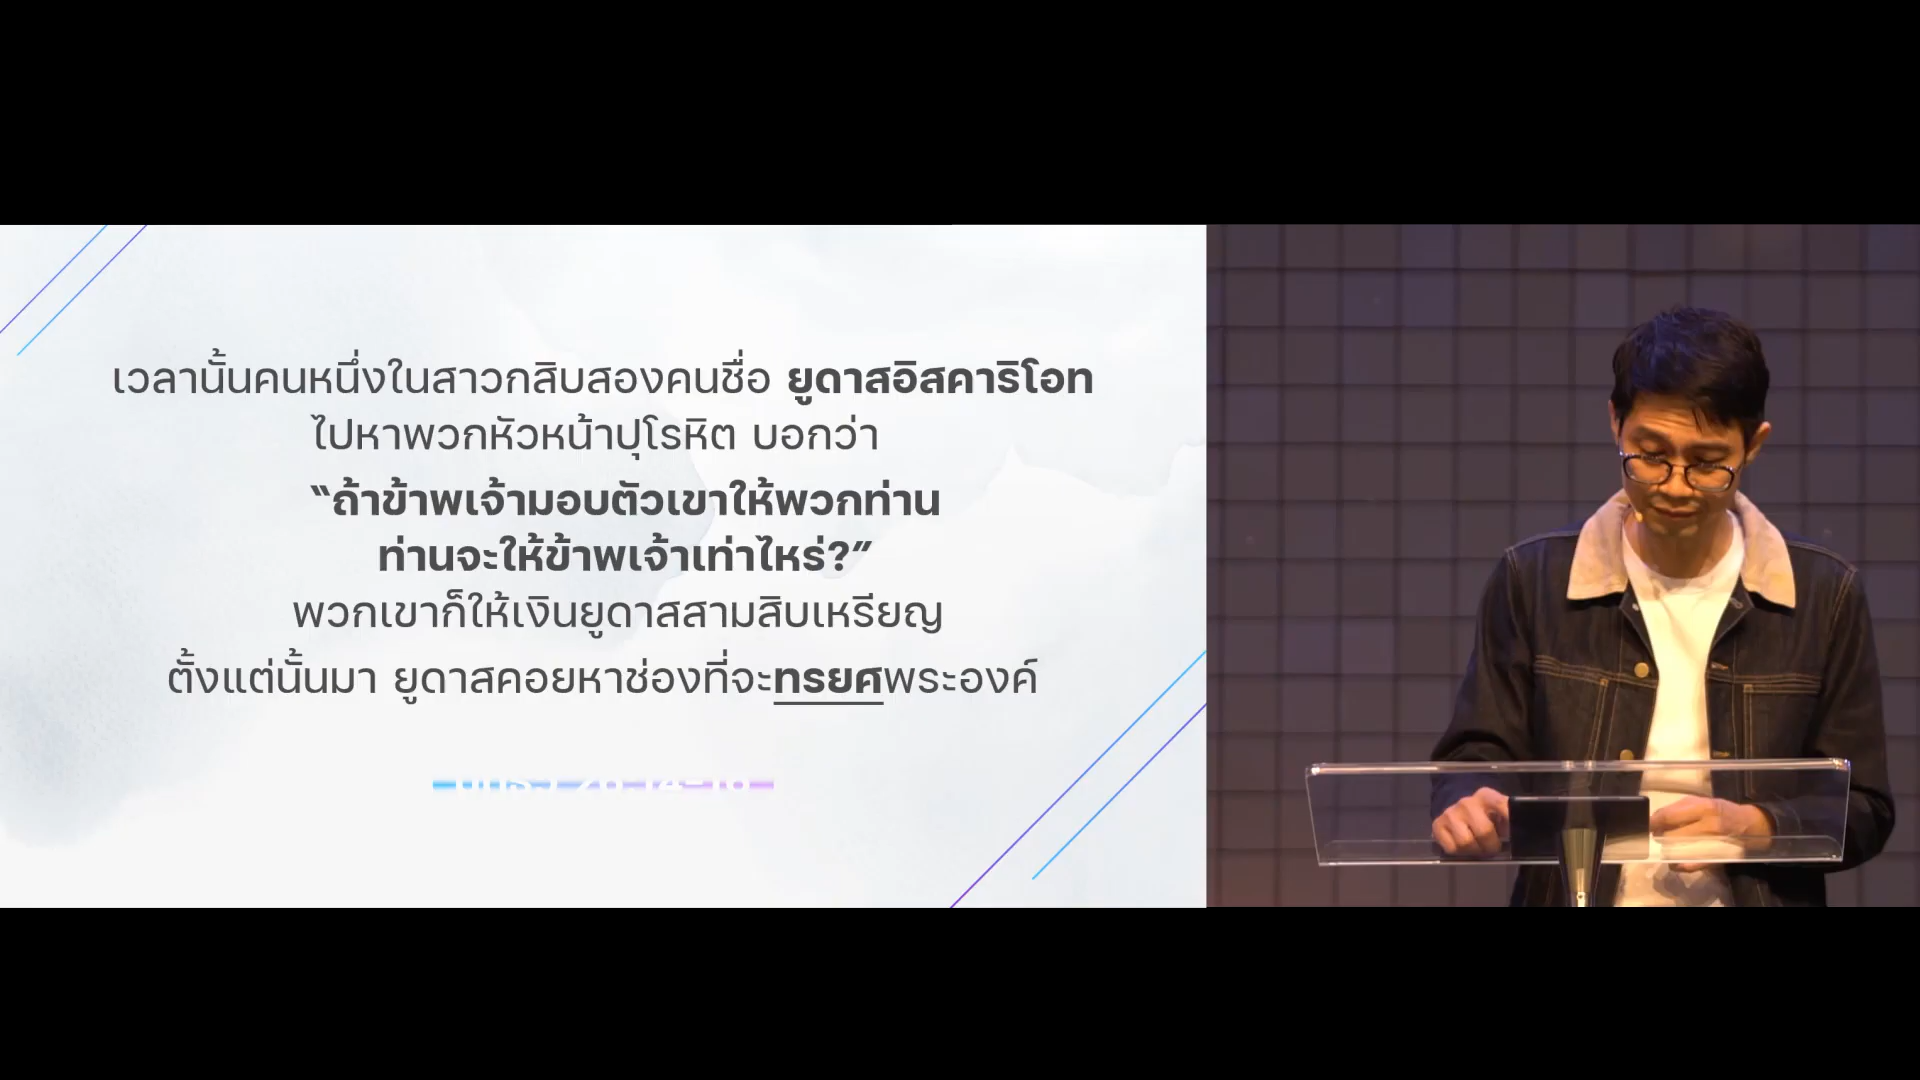 เวลานั้นคนหนึ่งในสาวกสิบสองคนชื่อ ยูดาสอิสคาริโอท
ไปหาพวกหัวหน้าปุโรหิต บอกว่า
“ถ้าข้าพเจ้ามอบตัวเขาให้พวกท่าน
ท่านจะให้ข้าพเจ้าเท่าไหร่?”
พวกเขาก็ให้เงินยูดาสสามสิบเหรียญ
ตั้งแต่นั้นมา ยูดาสคอยหาช่องที่จะทรยศพระองค์